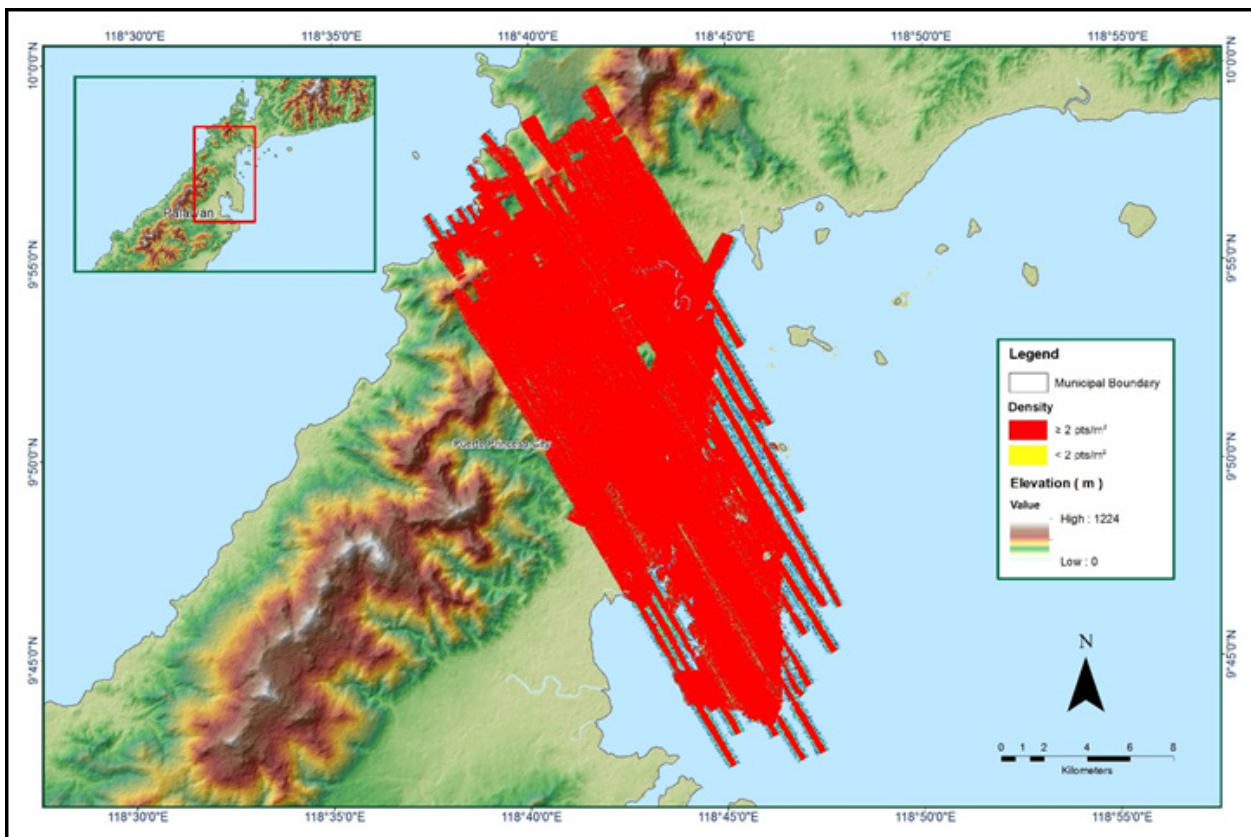 118°30'0"E 118°35'0"E 118°40'0"E 118°45'0"E 118°50'0"E 118°55'0"E
10°0'0"N
10°0'0"N
Palawan
9°55'0"N
9°55'0"N
Legend
Municipal Boundary
Density
≥ 2 pts/m²
< 2 pts/m²
Elevation ( m )
Value
High : 1224
Low : 0
Puerto Princesa City
9°50'0"N
9°50'0"N
9°45'0"N
9°45'0"N
N
0 1 2 4 6 8
Kilometers
118°30'0"E 118°35'0"E 118°40'0"E 118°45'0"E 118°50'0"E 118°55'0"E